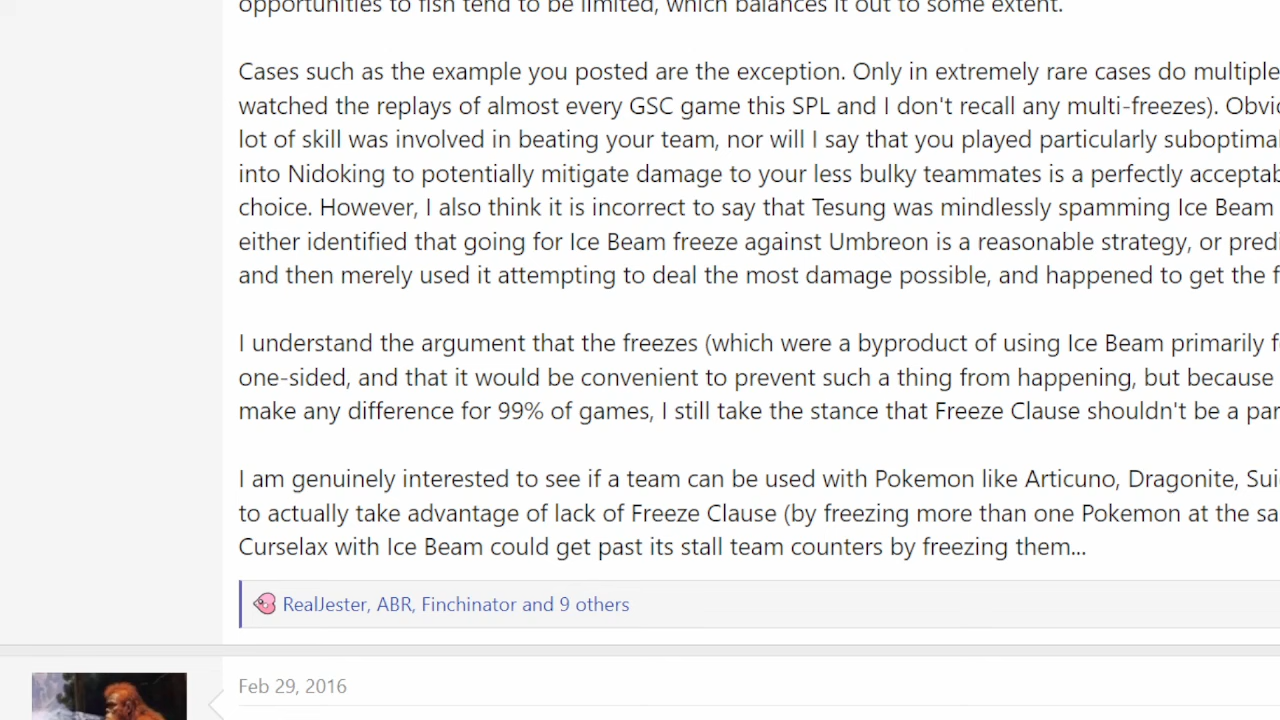 opportunities to fish tend to be limited, which balances it out to some extent.
Cases such as the example you posted are the exception. Only in extremely rare cases do multiple
watched the replays of almost every GSC game this SPL and I don't recall any multi-freezes). Obvi
lot of skill was involved in beating your team, nor will I say that you played particularly suboptima
into Nidoking to potentially mitigate damage to your less bulky teammates is a perfectly acceptab
choice. However, I also think it is incorrect to say that Tesung was mindlessly spamming Ice Beam
either identified that going for Ice Beam freeze against Umbreon is a reasonable strategy, or predi
and then merely used it attempting to deal the most damage possible, and happened to get the f
I understand the argument that the freezes (which were a byproduct of using Ice Beam primarily f
one-sided, and that it would be convenient to prevent such a thing from happening, but because
make any difference for 99% of games, I still take the stance that Freeze Clause shouldn't be a par
I am genuinely interested to see if a team can be used with Pokemon like Articuno, Dragonite, Sui
to actually take advantage of lack of Freeze Clause (by freezing more than one Pokemon at the sa
Curselax with Ice Beam could get past its stall team counters by freezing them...
RealJester, ABR, Finchinator and 9 others
Feb 29, 2016